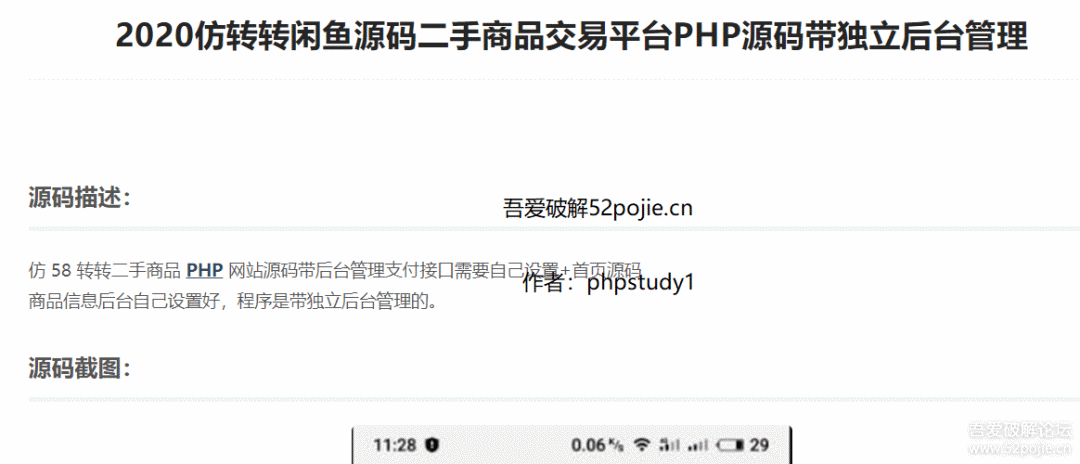 2020仿转转闲鱼源码二手商品交易平台PHP源码带独立后台管理
源码描述：
吾爱破解52pojie.cn
仿 58 转转二手商品 PHP 网站源码带后台管理支付接口需要自己设置+首页源码
作者：phpstudy1
商品信息后台自己设置好，程序是带独立后台管理的。
源码截图：
11:28 0.06 K/s 29
吾爱破解论坛
www.52pojie.cn